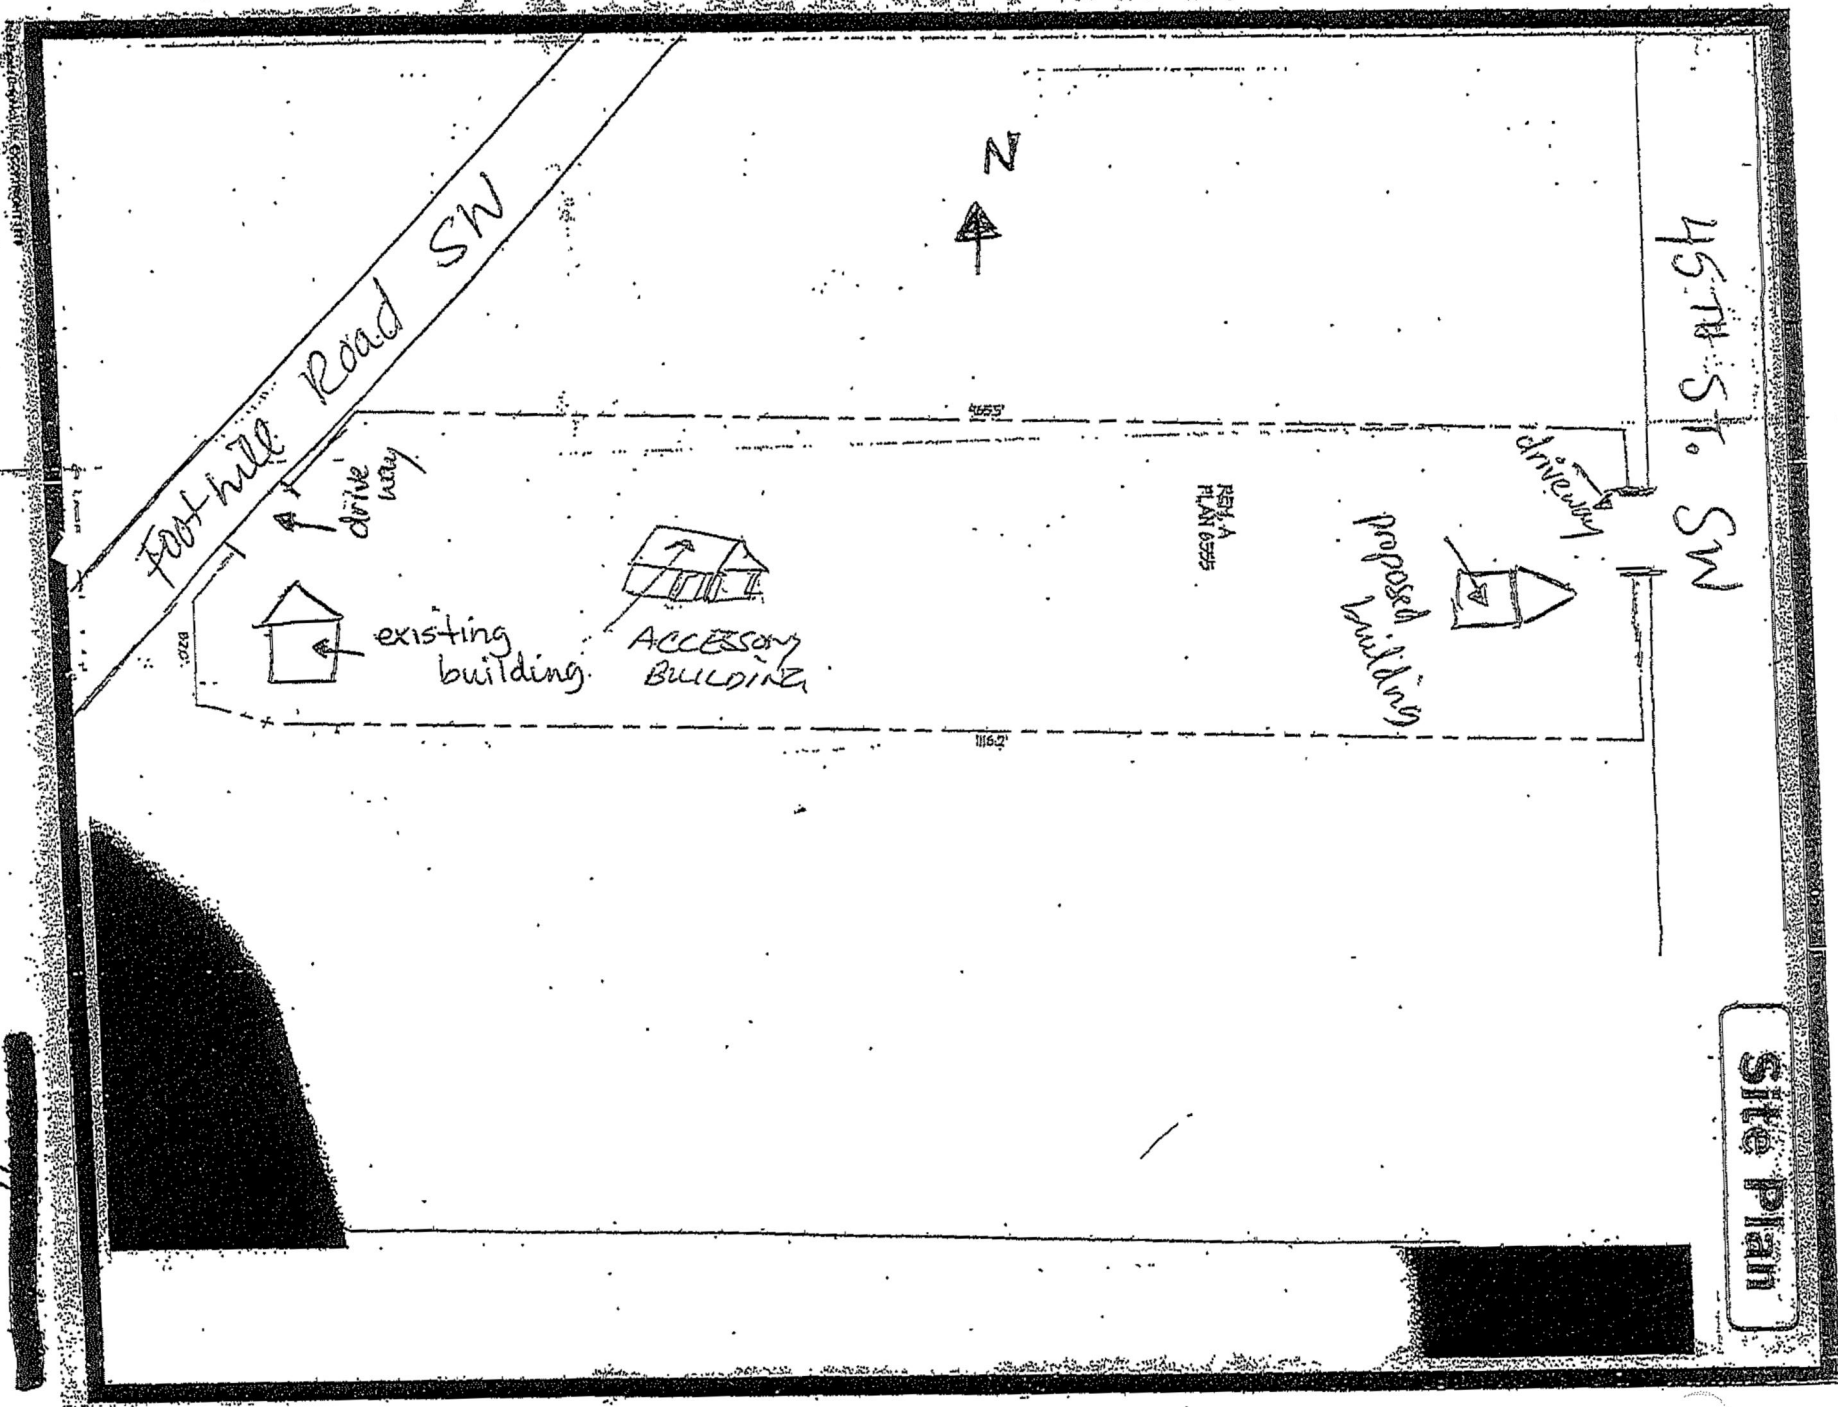 N
Foothill Road SW
45TH ST. SW
drive
way
driveway
REM. A
PLAN 6555
proposed
building
existing
building.
ACCESSORY
BUILDING
1116.2'
Site Plan